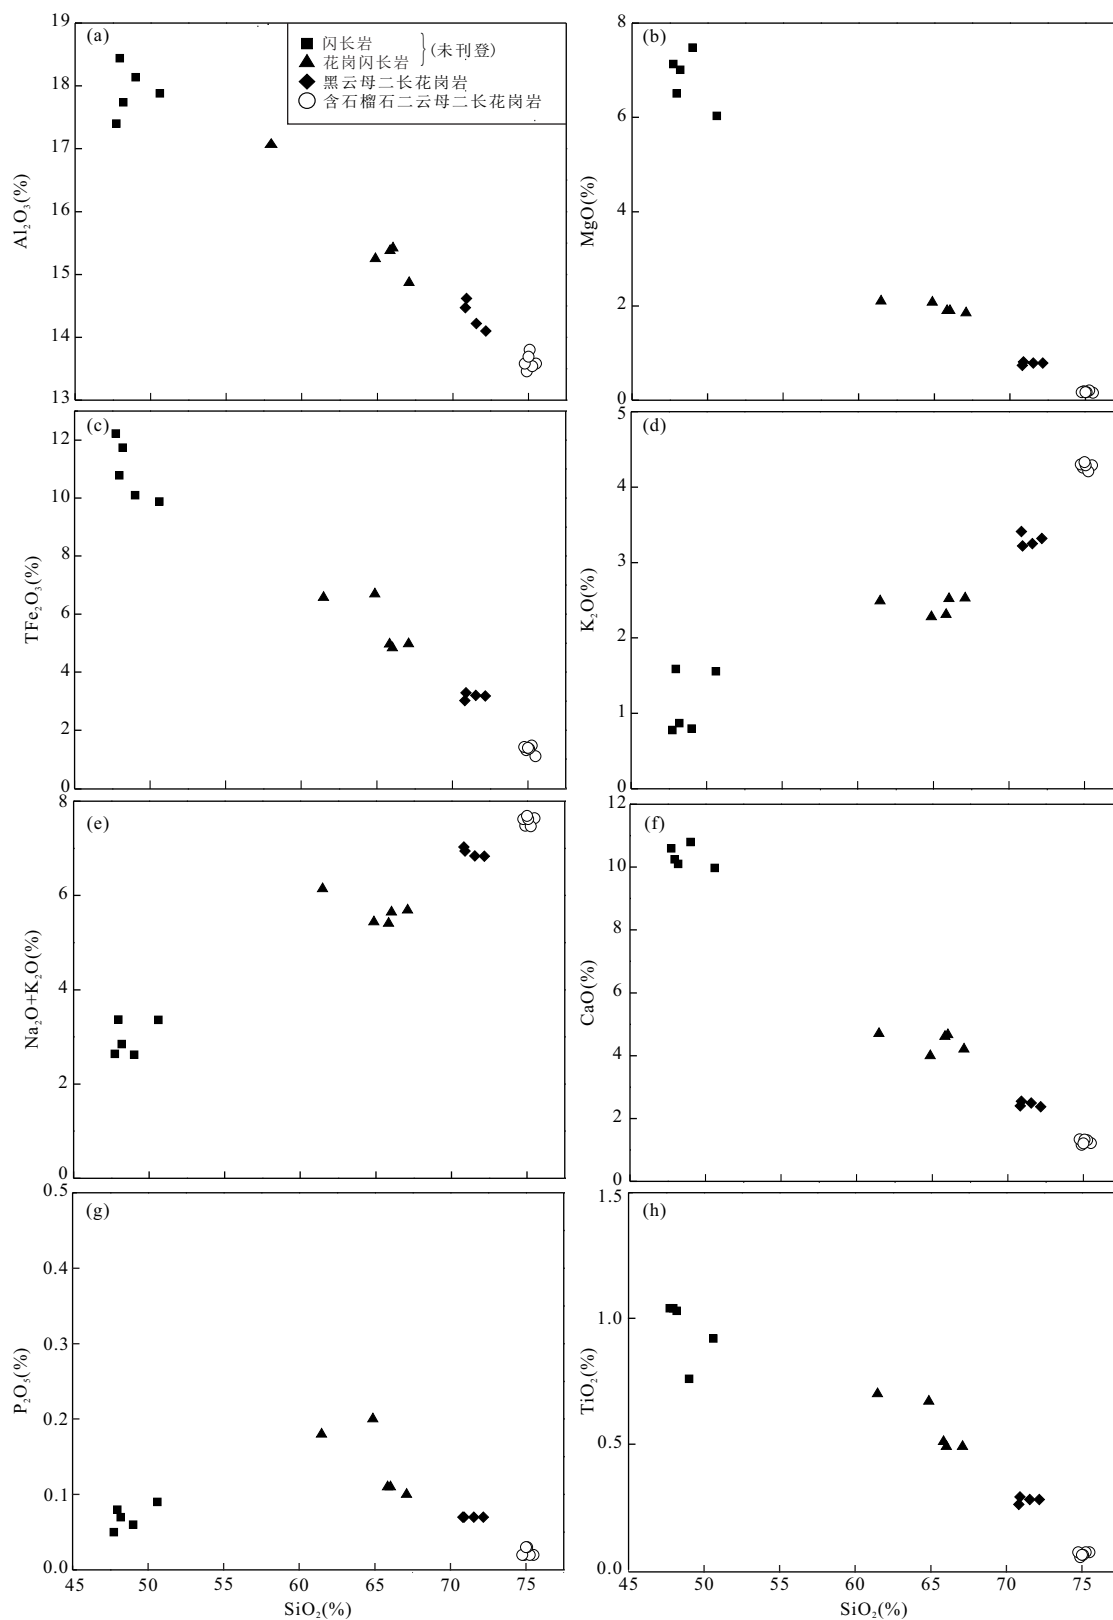 (a)
闪长岩
花岗闪长岩
(未刊登)
黑云母二长花岗岩
含石榴石二云母二长花岗岩
19
18
17
16
15
14
13
Al₂O₃(%)
(b)
8
6
4
2
0
MgO(%)
(c)
12
10
8
6
4
2
0
TFe₂O₃(%)
(d)
5
4
3
2
1
0
K₂O(%)
(e)
8
6
4
2
0
Na₂O+K₂O(%)
(f)
12
10
8
6
4
2
0
CaO(%)
(g)
0.5
0.4
0.3
0.2
0.1
0.0
P₂O₅(%)
45 50 55 60 65 70 75
SiO₂(%)
(h)
1.5
1.0
0.5
0.0
TiO₂(%)
45 50 55 60 65 70 75
SiO₂(%)